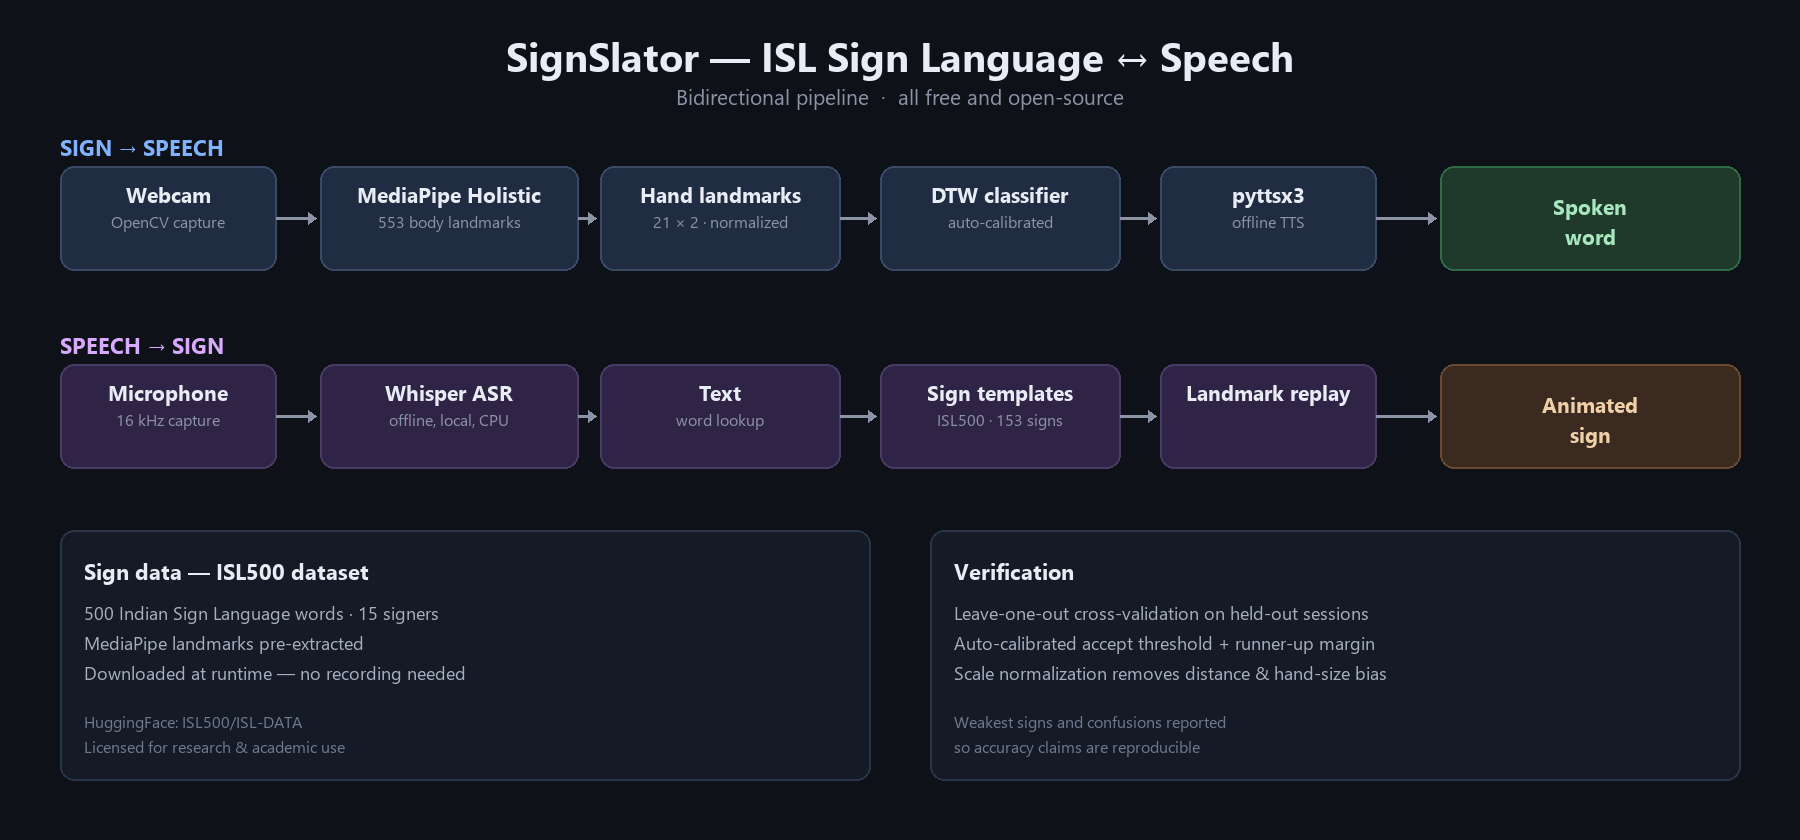 SignSlator — ISL Sign Language ↔ Speech
Bidirectional pipeline · all free and open-source
SIGN → SPEECH
Webcam
OpenCV capture
MediaPipe Holistic
553 body landmarks
Hand landmarks
21 × 2 · normalized
DTW classifier
auto-calibrated
pyttsx3
offline TTS
Spoken
word
SPEECH → SIGN
Microphone
16 kHz capture
Whisper ASR
offline, local, CPU
Text
word lookup
Sign templates
ISL500 · 153 signs
Landmark replay
Animated
sign
Sign data — ISL500 dataset
500 Indian Sign Language words · 15 signers
MediaPipe landmarks pre-extracted
Downloaded at runtime — no recording needed
HuggingFace: ISL500/ISL-DATA
Licensed for research & academic use
Verification
Leave-one-out cross-validation on held-out sessions
Auto-calibrated accept threshold + runner-up margin
Scale normalization removes distance & hand-size bias
Weakest signs and confusions reported
so accuracy claims are reproducible